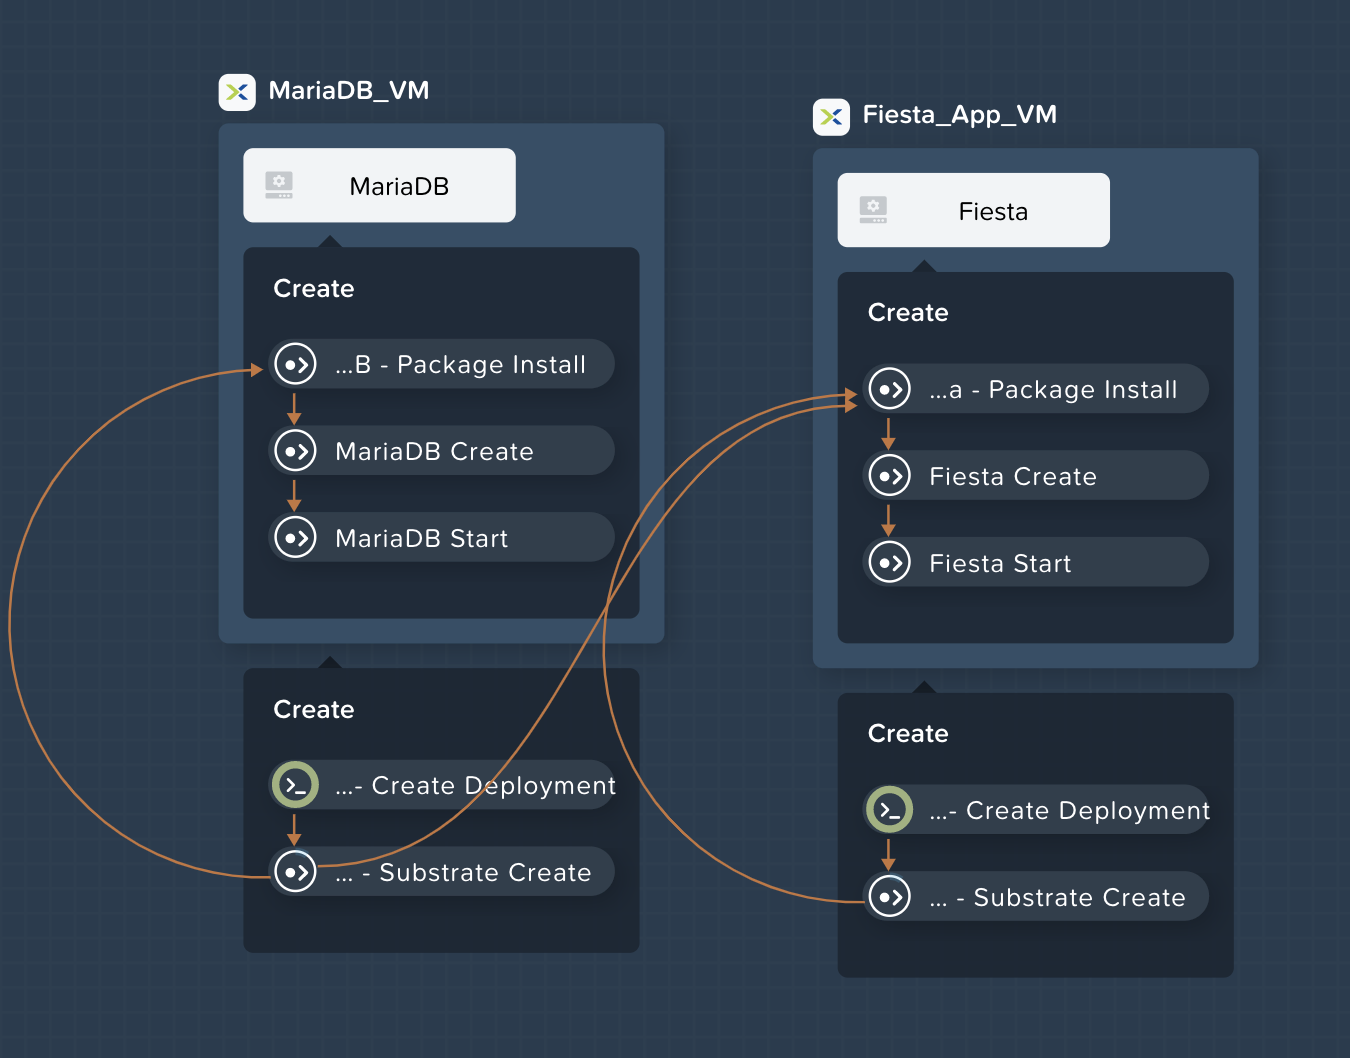 MariaDB_VM
MariaDB
Create
...B - Package Install
MariaDB Create
MariaDB Start
Create
...- Create Deployment
... - Substrate Create
Fiesta_App_VM
Fiesta
Create
...a - Package Install
Fiesta Create
Fiesta Start
Create
...- Create Deployment
... - Substrate Create